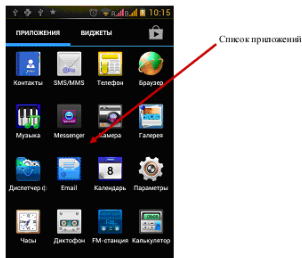 10:15
ПРИЛОЖЕНИЯ ВИДЖЕТЫ
Список приложений
Контакты SMS/MMS Телефон Браузер
Музыка Messenger Камера Галерея
Диспетчер ф Email Календарь Параметры
8
Часы Диктофон FM-станция Калькулятор